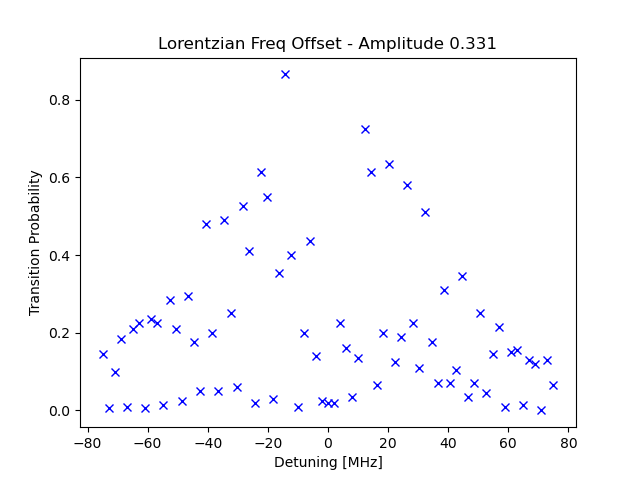 Lorentzian Freq Offset - Amplitude 0.331
Transition Probability
0.8
0.6
0.4
0.2
0.0
−80 −60 −40 −20 0 20 40 60 80
Detuning [MHz]